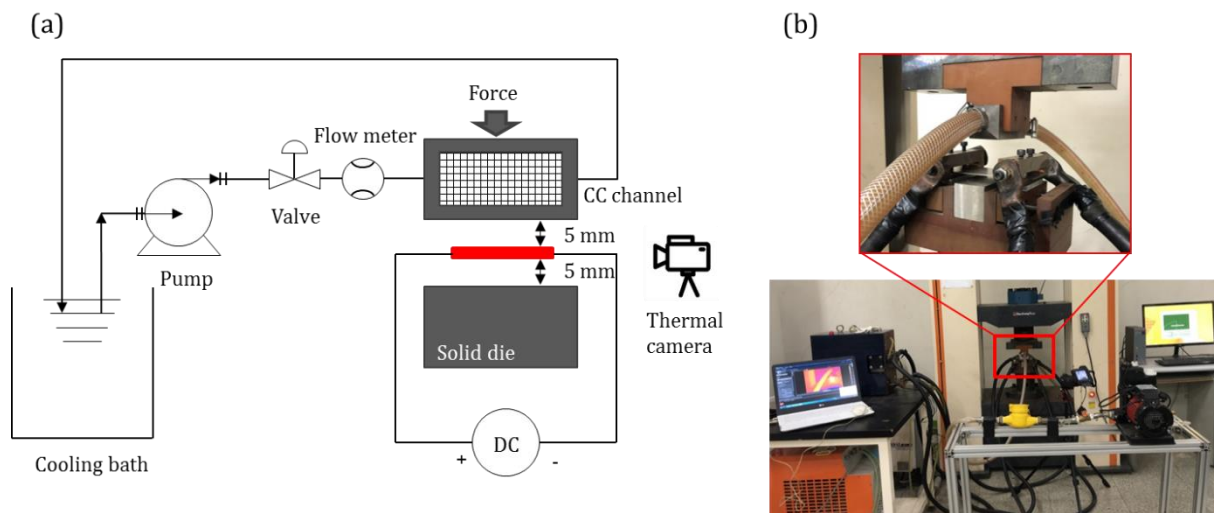 (a)
(b)
Force
Flow meter
CC channel
Valve
5 mm
5 mm
Pump
Thermal
camera
Solid die
DC
+
-
Cooling bath